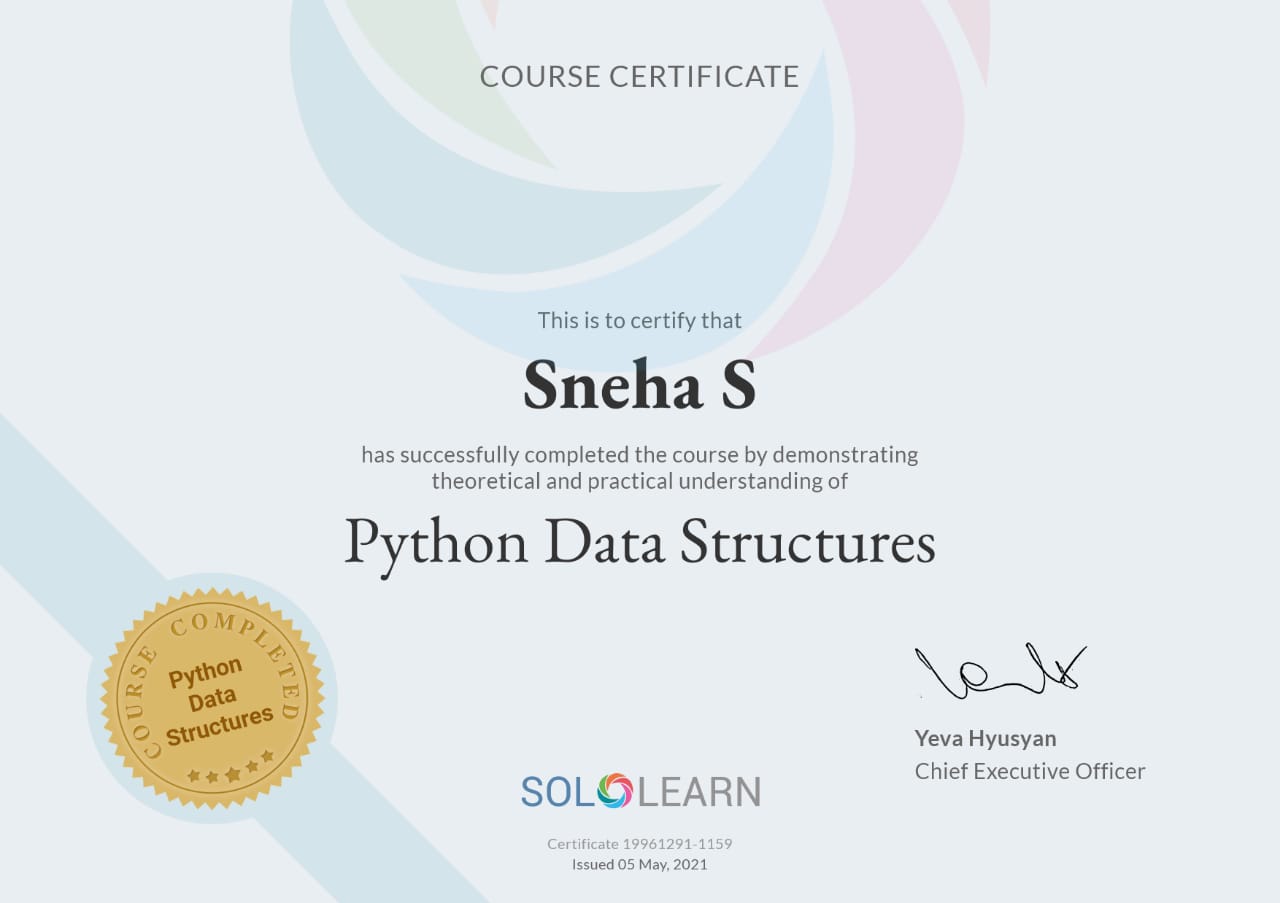 COURSE CERTIFICATE
This is to certify that
Sneha S
has successfully completed the course by demonstrating
theoretical and practical understanding of
Python Data Structures
COURSE COMPLETED
Python
Data
Structures
Yeva Hyusyan
Chief Executive Officer
SOLOLEARN
Certificate 19961291-1159
Issued 05 May, 2021